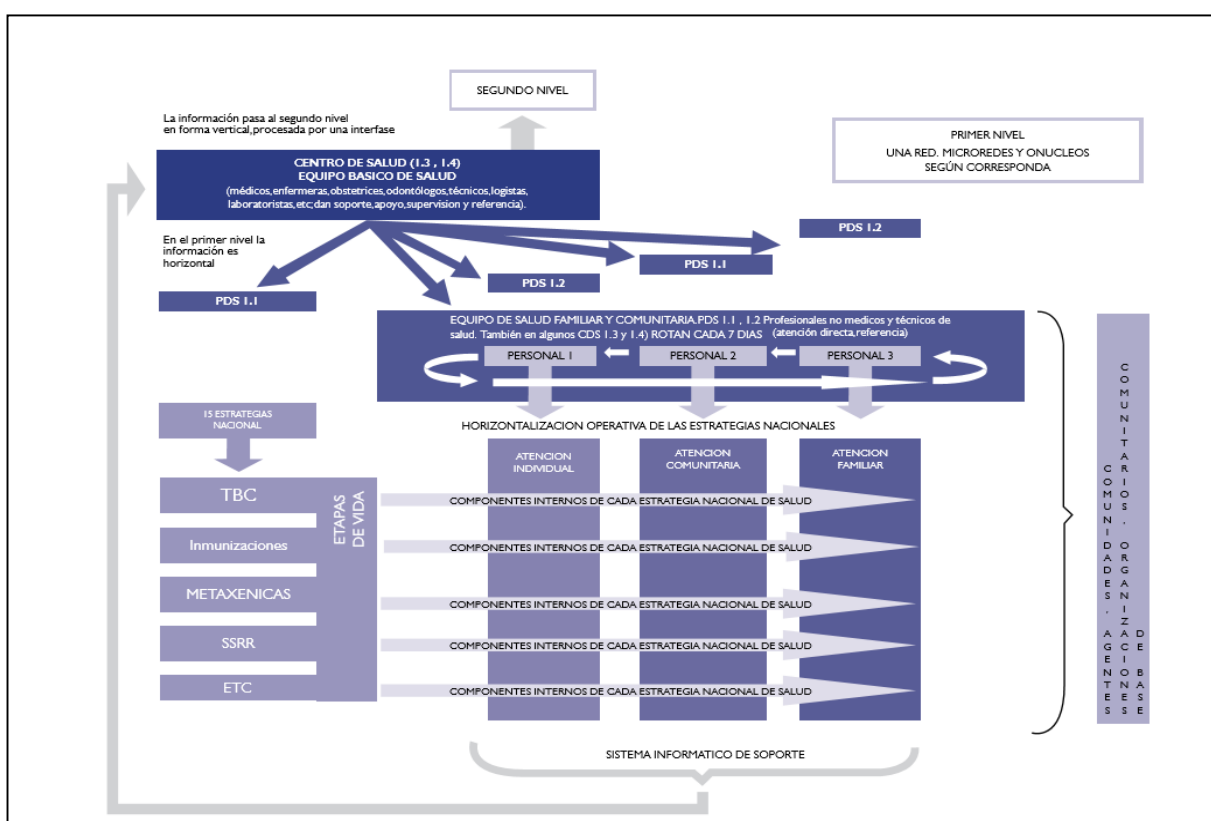 SEGUNDO NIVEL
La información pasa al segundo nivel
en forma vertical,procesada por una interfase
PRIMER NIVEL
UNA RED. MICROREDES Y ONUCLEOS
SEGÚN CORRESPONDA
CENTRO DE SALUD (1.3 , 1.4)
EQUIPO BASICO DE SALUD
(médicos,enfermeras,obstetrices,odontólogos,técnicos,logistas,
laboratoristas,etc;dan soporte,apoyo,supervision y referencia).
En el primer nivel la
información es
horizontal
PDS 1.1
PDS 1.2
PDS 1.1
PDS 1.2
EQUIPO DE SALUD FAMILIAR Y COMUNITARIA.PDS 1.1 , 1.2 Profesionales no medicos y técnicos de
salud. También en algunos CDS 1.3 y 1.4) ROTAN CADA 7 DIAS (atención directa,referencia)
PERSONAL 1
PERSONAL 2
PERSONAL 3
15 ESTRATEGIAS
NACIONAL
HORIZONTALIZACION OPERATIVA DE LAS ESTRATEGIAS NACIONALES
ATENCION
INDIVIDUAL
ATENCION
COMUNITARIA
ATENCION
FAMILIAR
TBC
Inmunizaciones
METAXENICAS
SSRR
ETC
ETAPAS
DE VIDA
COMPONENTES INTERNOS DE CADA ESTRATEGIA NACIONAL DE SALUD
COMPONENTES INTERNOS DE CADA ESTRATEGIA NACIONAL DE SALUD
COMPONENTES INTERNOS DE CADA ESTRATEGIA NACIONAL DE SALUD
COMPONENTES INTERNOS DE CADA ESTRATEGIA NACIONAL DE SALUD
COMPONENTES INTERNOS DE CADA ESTRATEGIA NACIONAL DE SALUD
SISTEMA INFORMATICO DE SOPORTE
COMUNIDADES, AGENTES
COMUNITARIOS, ORGANIZACIONES
DE BASE